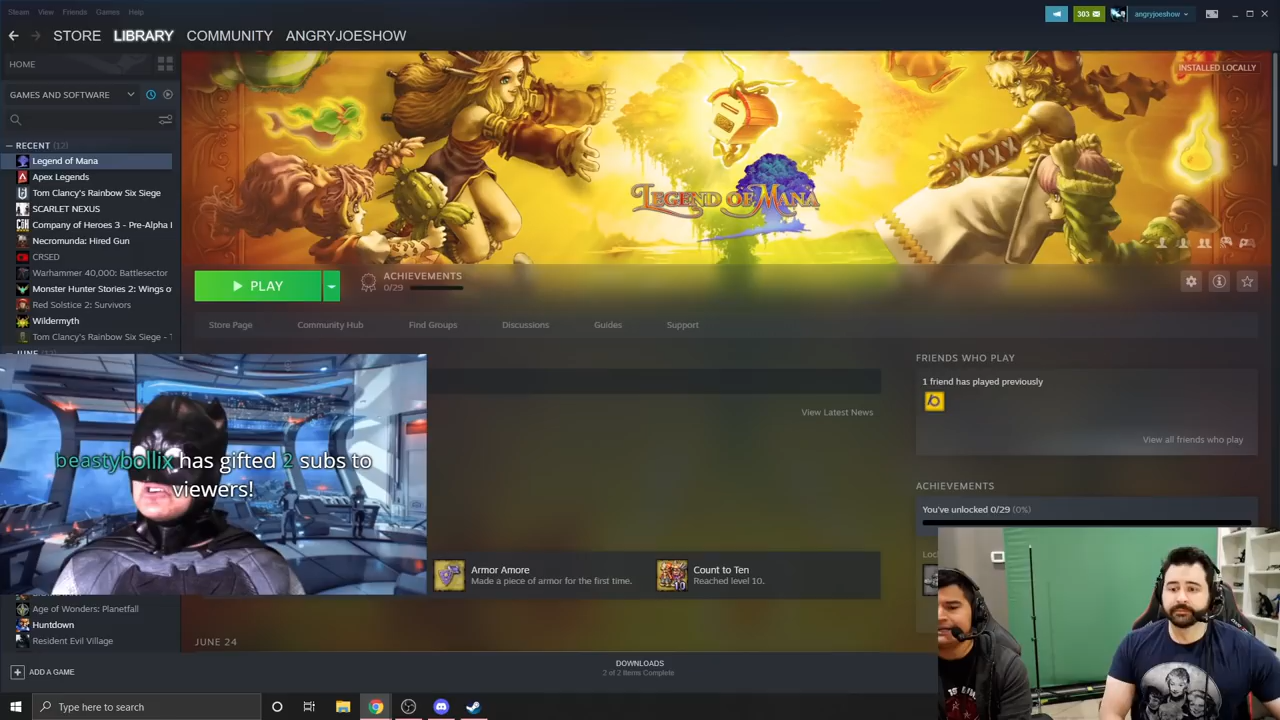 Steam View Friends Games Help
303 angryjoeshow
STORE LIBRARY COMMUNITY ANGRYJOESHOW
HOME
INSTALLED LOCALLY
GAMES AND SOFTWARE
RECENT (12)
Legend of Mana
Apex Legends
Tom Clancy's Rainbow Six Siege
SCARLET NEXUS
Company of Heroes 3 - Pre-Alpha
Necromunda: Hired Gun
CRSED
Warhammer 40,000: Battlesector
Monster Hunter Stories 2: Wings o
Red Solstice 2: Survivors
Wildermyth
Tom Clancy's Rainbow Six Siege -
JUNE
LEGEND OF MANA
PLAY
ACHIEVEMENTS
0/29
Store Page Community Hub Find Groups Discussions Guides Support
View Latest News
FRIENDS WHO PLAY
1 friend has played previously
View all friends who play
ACHIEVEMENTS
You've unlocked 0/29 (0%)
beastybollix has gifted 2 subs to
viewers!
Armor Amore
Made a piece of armor for the first time.
10
Count to Ten
Reached level 10.
Age of Wonders: Planetfall
Huntdown
Resident Evil Village
JUNE 24
ADD A GAME
DOWNLOADS
2 of 2 Items Complete
Type here to search